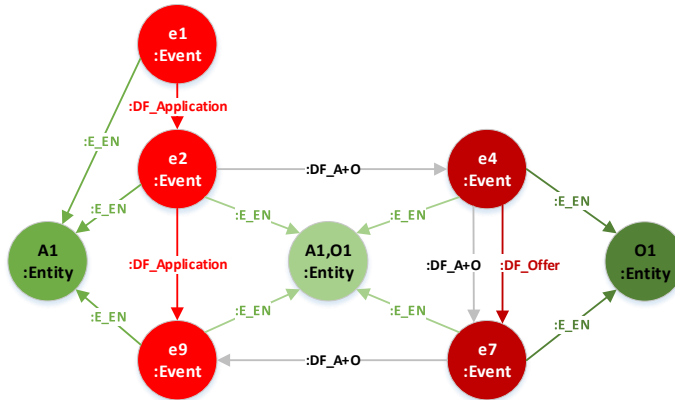 e1
:Event
:DF_Application
:E_EN
e2
:Event
:DF_A+O
e4
:Event
:E_EN
:E_EN
:E_EN
:E_EN
A1
:Entity
:DF_Application
A1,O1
:Entity
:DF_A+O
:DF_Offer
O1
:Entity
:E_EN
:E_EN
:E_EN
:E_EN
e9
:Event
:DF_A+O
e7
:Event